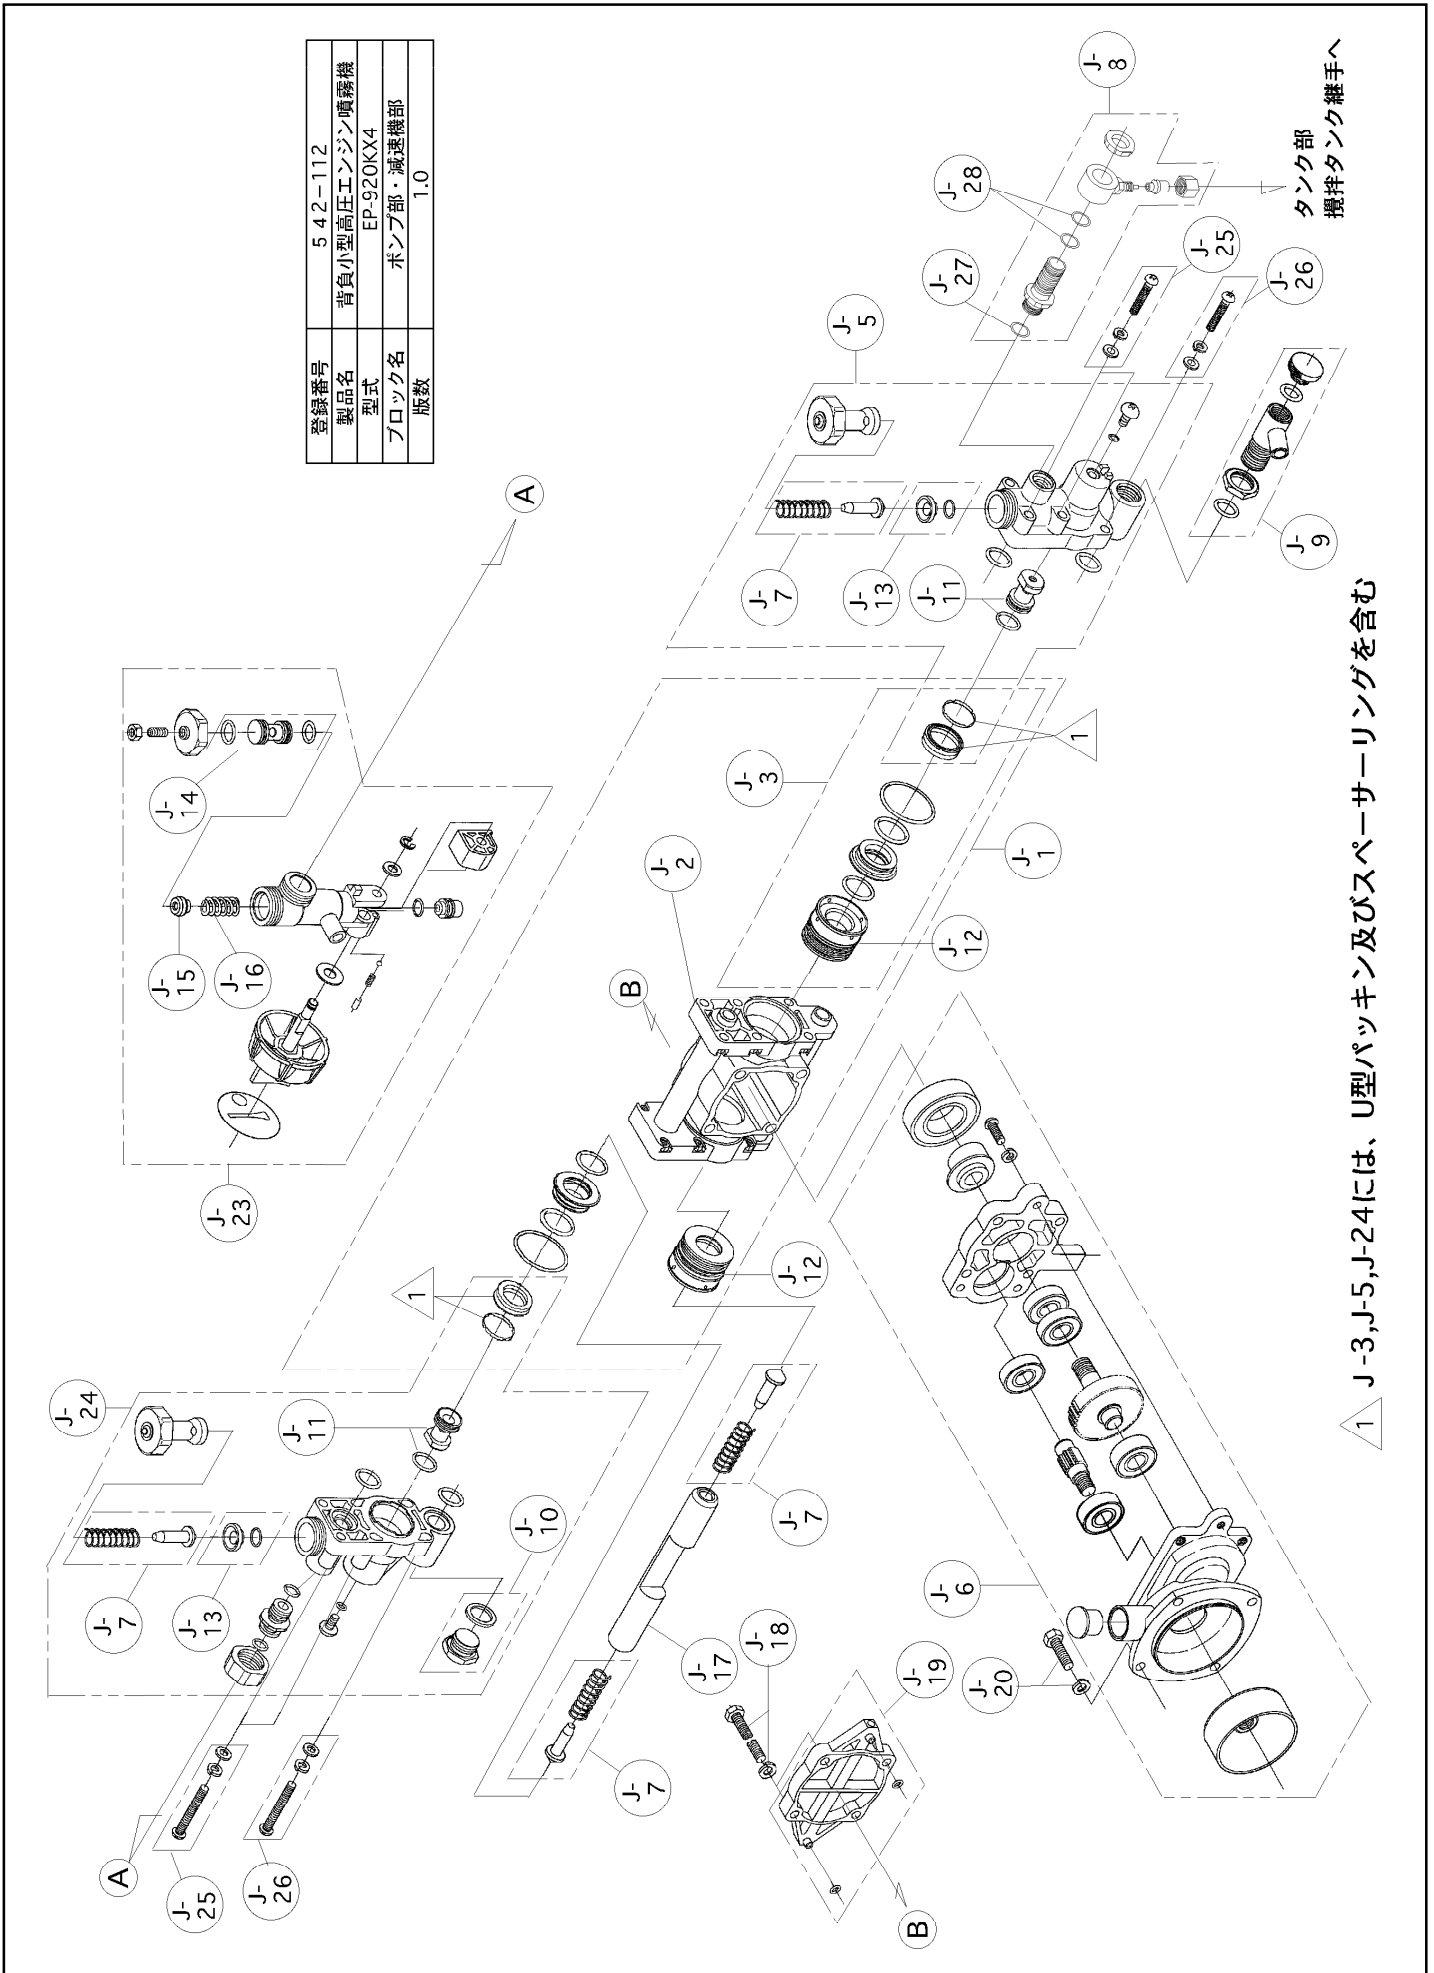 登録番号 542-112
製品名 背負小型高圧エンジン噴霧機
型式 EP-920KX4
ブロック名 ポンプ部・減速機部
版数 1.0
A
J-24
J-7
J-13
J-11
J-10
J-25
J-26
A
J-23
J-14
J-15
J-16
1
J-12
J-7
J-17
J-7
J-18
J-19
B
B
J-2
J-1
J-3
J-12
1
J-5
J-7
J-13
J-11
J-27
J-28
J-8
J-25
J-26
J-9
タンク部
攪拌タンク継手へ
J-6
J-20
1 J-3,J-5,J-24には、U型パッキン及びスペーサーリングを含む